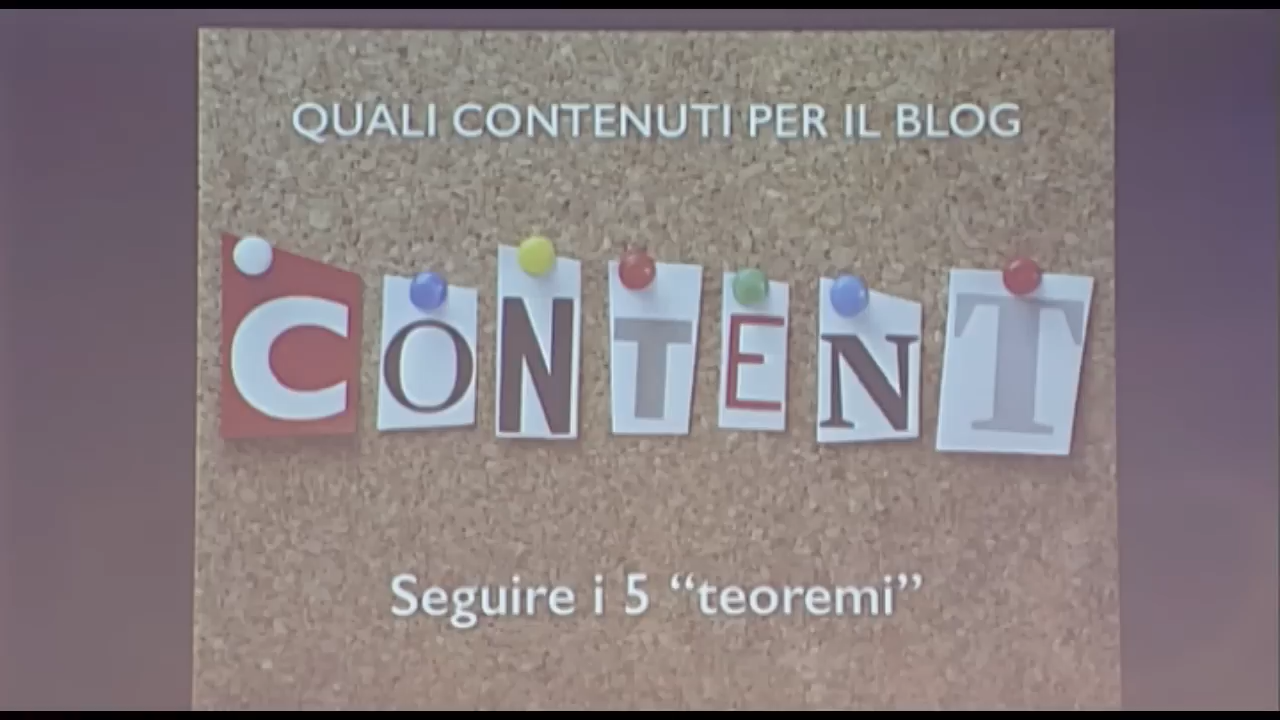 QUALI CONTENUTI PER IL BLOG
CONTENT
Seguire i 5 “teoremi”